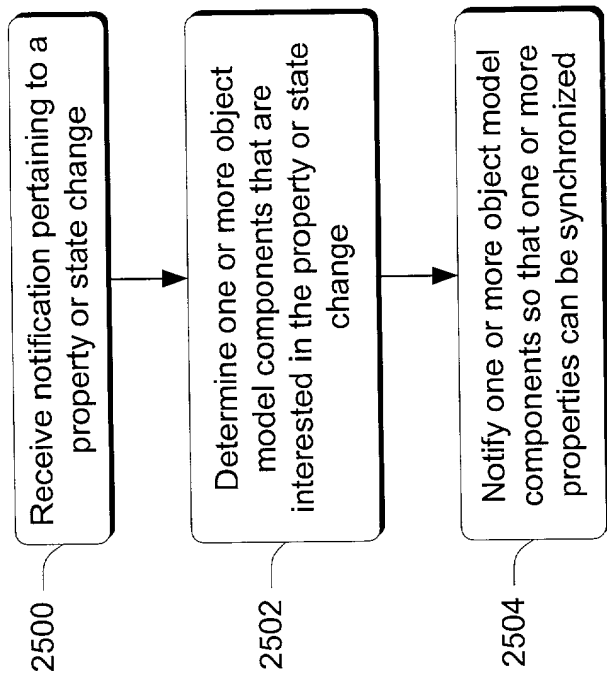 2500
Receive notification pertaining to a
property or state change
2502
Determine one or more object
model components that are
interested in the property or state
change
2504
Notify one or more object model
components so that one or more
properties can be synchronized